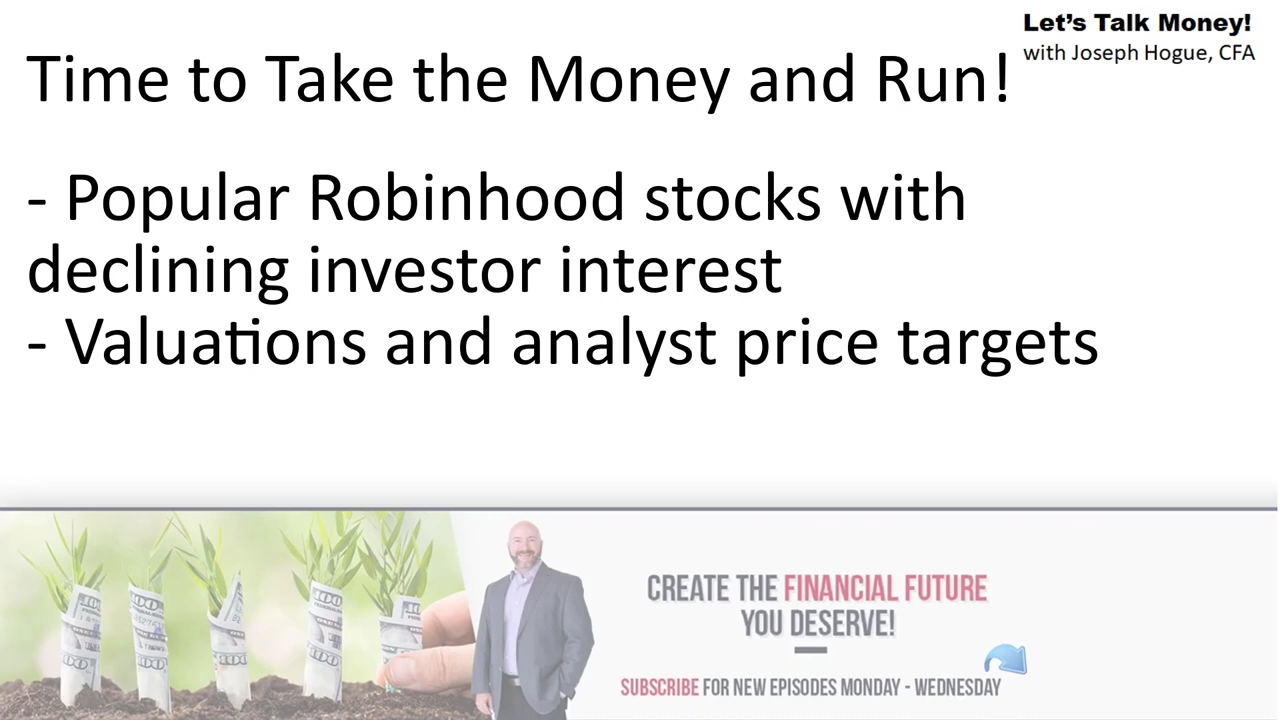 Let's Talk Money!
with Joseph Hogue, CFA
Time to Take the Money and Run!
- Popular Robinhood stocks with
declining investor interest
- Valuations and analyst price targets
CREATE THE FINANCIAL FUTURE
YOU DESERVE!
SUBSCRIBE FOR NEW EPISODES MONDAY - WEDNESDAY